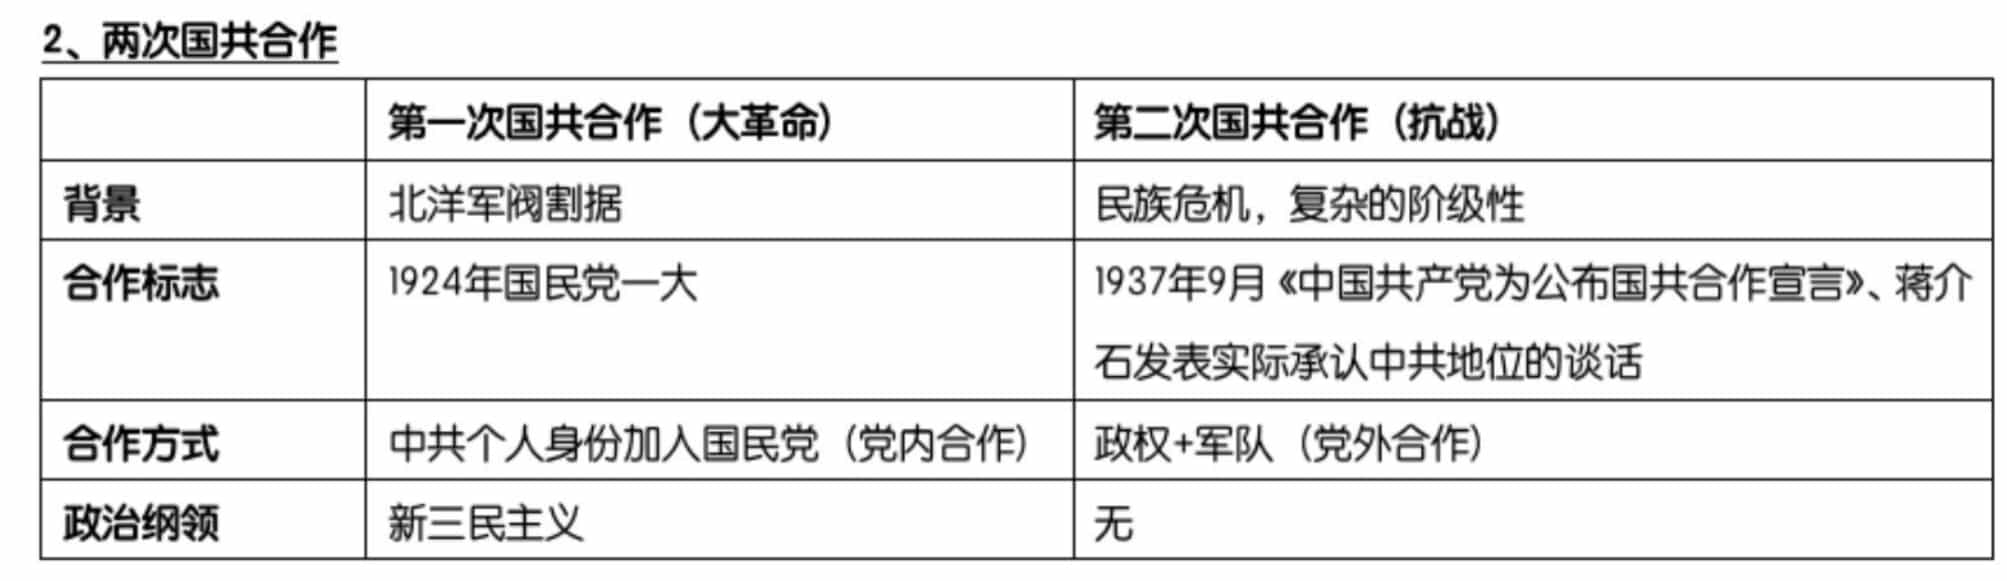 2、两次国共合作
第一次国共合作（大革命） 第二次国共合作（抗战）
背景 北洋军阀割据 民族危机，复杂的阶级性
合作标志 1924年国民党一大 1937年9月《中国共产党为公布国共合作宣言》、蒋介
石发表实际承认中共地位的谈话
合作方式 中共个人身份加入国民党（党内合作） 政权+军队（党外合作）
政治纲领 新三民主义 无